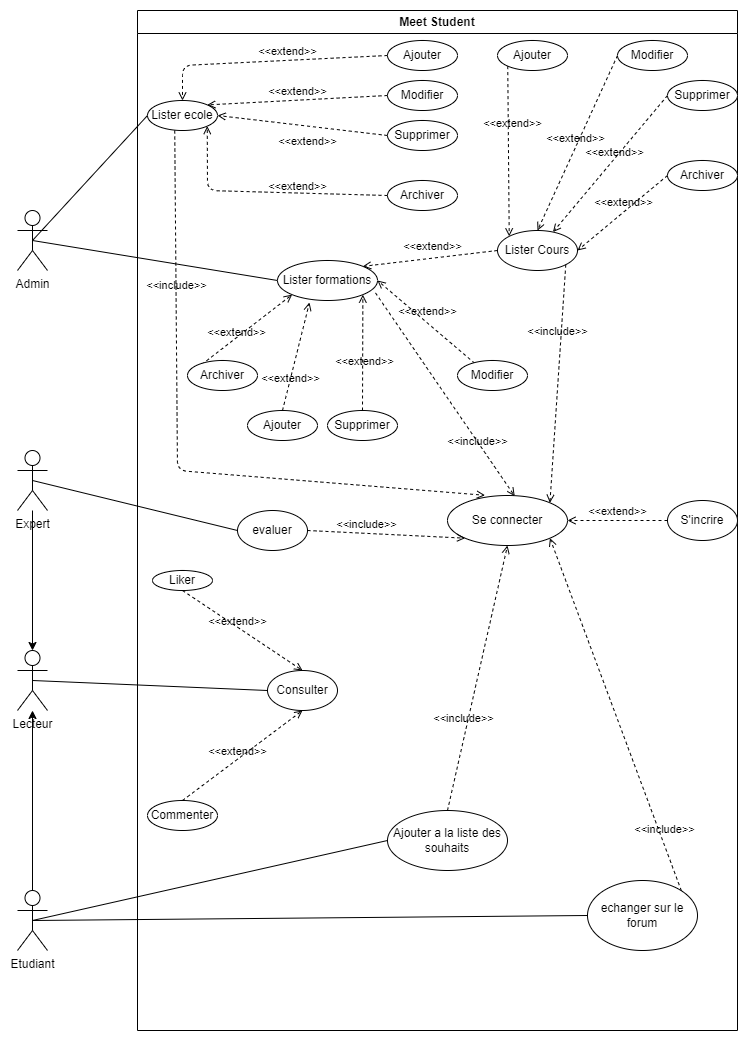 Meet Student
<<extend>>
Ajouter
Ajouter
Modifier
<<extend>>
Modifier
Supprimer
Lister ecole
<<extend>>
Supprimer
<<extend>>
<<extend>>
<<extend>>
Archiver
<<extend>>
Archiver
<<extend>>
<<extend>>
Lister Cours
Admin
<<include>>
Lister formations
<<extend>>
<<extend>>
<<include>>
<<extend>>
Archiver
<<extend>>
Modifier
Ajouter
Supprimer
<<include>>
Expert
evaluer
<<include>>
Se connecter
<<extend>>
S'incrire
Liker
<<extend>>
Lecteur
Consulter
<<extend>>
<<include>>
Commenter
Ajouter a la liste des
souhaits
<<include>>
echanger sur le
forum
Etudiant